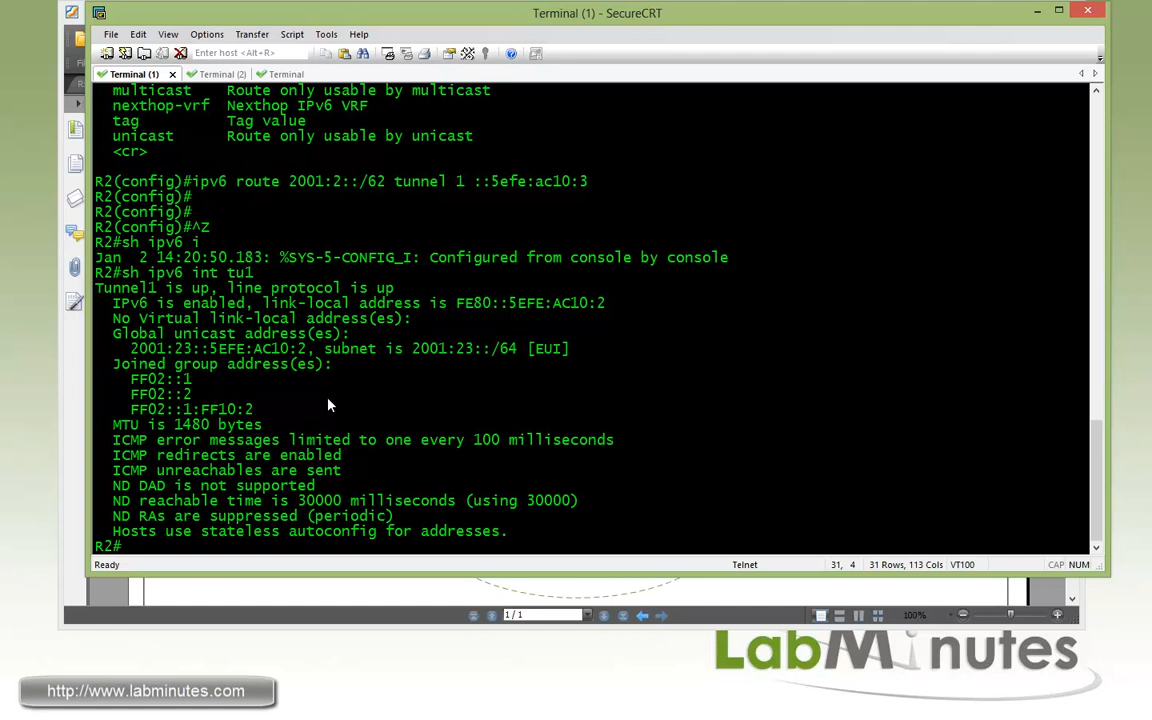 Terminal (1) - SecureCRT
File Edit View Options Transfer Script Tools Help
Enter host <Alt+R>
Terminal (1) Terminal (2) Terminal
multicast Route only usable by multicast
nexthop-vrf Nexthop IPv6 VRF
tag Tag value
unicast Route only usable by unicast
<cr>
R2(config)#ipv6 route 2001:2::/62 tunnel 1 ::5efe:ac10:3
R2(config)#
R2(config)#
R2(config)#^Z
R2#sh ipv6 i
Jan 2 14:20:50.183: %SYS-5-CONFIG_I: Configured from console by console
R2#sh ipv6 int tu1
Tunnel1 is up, line protocol is up
IPv6 is enabled, link-local address is FE80::5EFE:AC10:2
No Virtual link-local address(es):
Global unicast address(es):
2001:23::5EFE:AC10:2, subnet is 2001:23::/64 [EUI]
Joined group address(es):
FF02::1
FF02::2
FF02::1:FF10:2
MTU is 1480 bytes
ICMP error messages limited to one every 100 milliseconds
ICMP redirects are enabled
ICMP unreachables are sent
ND DAD is not supported
ND reachable time is 30000 milliseconds (using 30000)
ND RAs are suppressed (periodic)
Hosts use stateless autoconfig for addresses.
R2#
Ready Telnet 31, 4 31 Rows, 113 Cols VT100 CAP NUM
1 / 1 100%
LabMinutes
http://www.labminutes.com